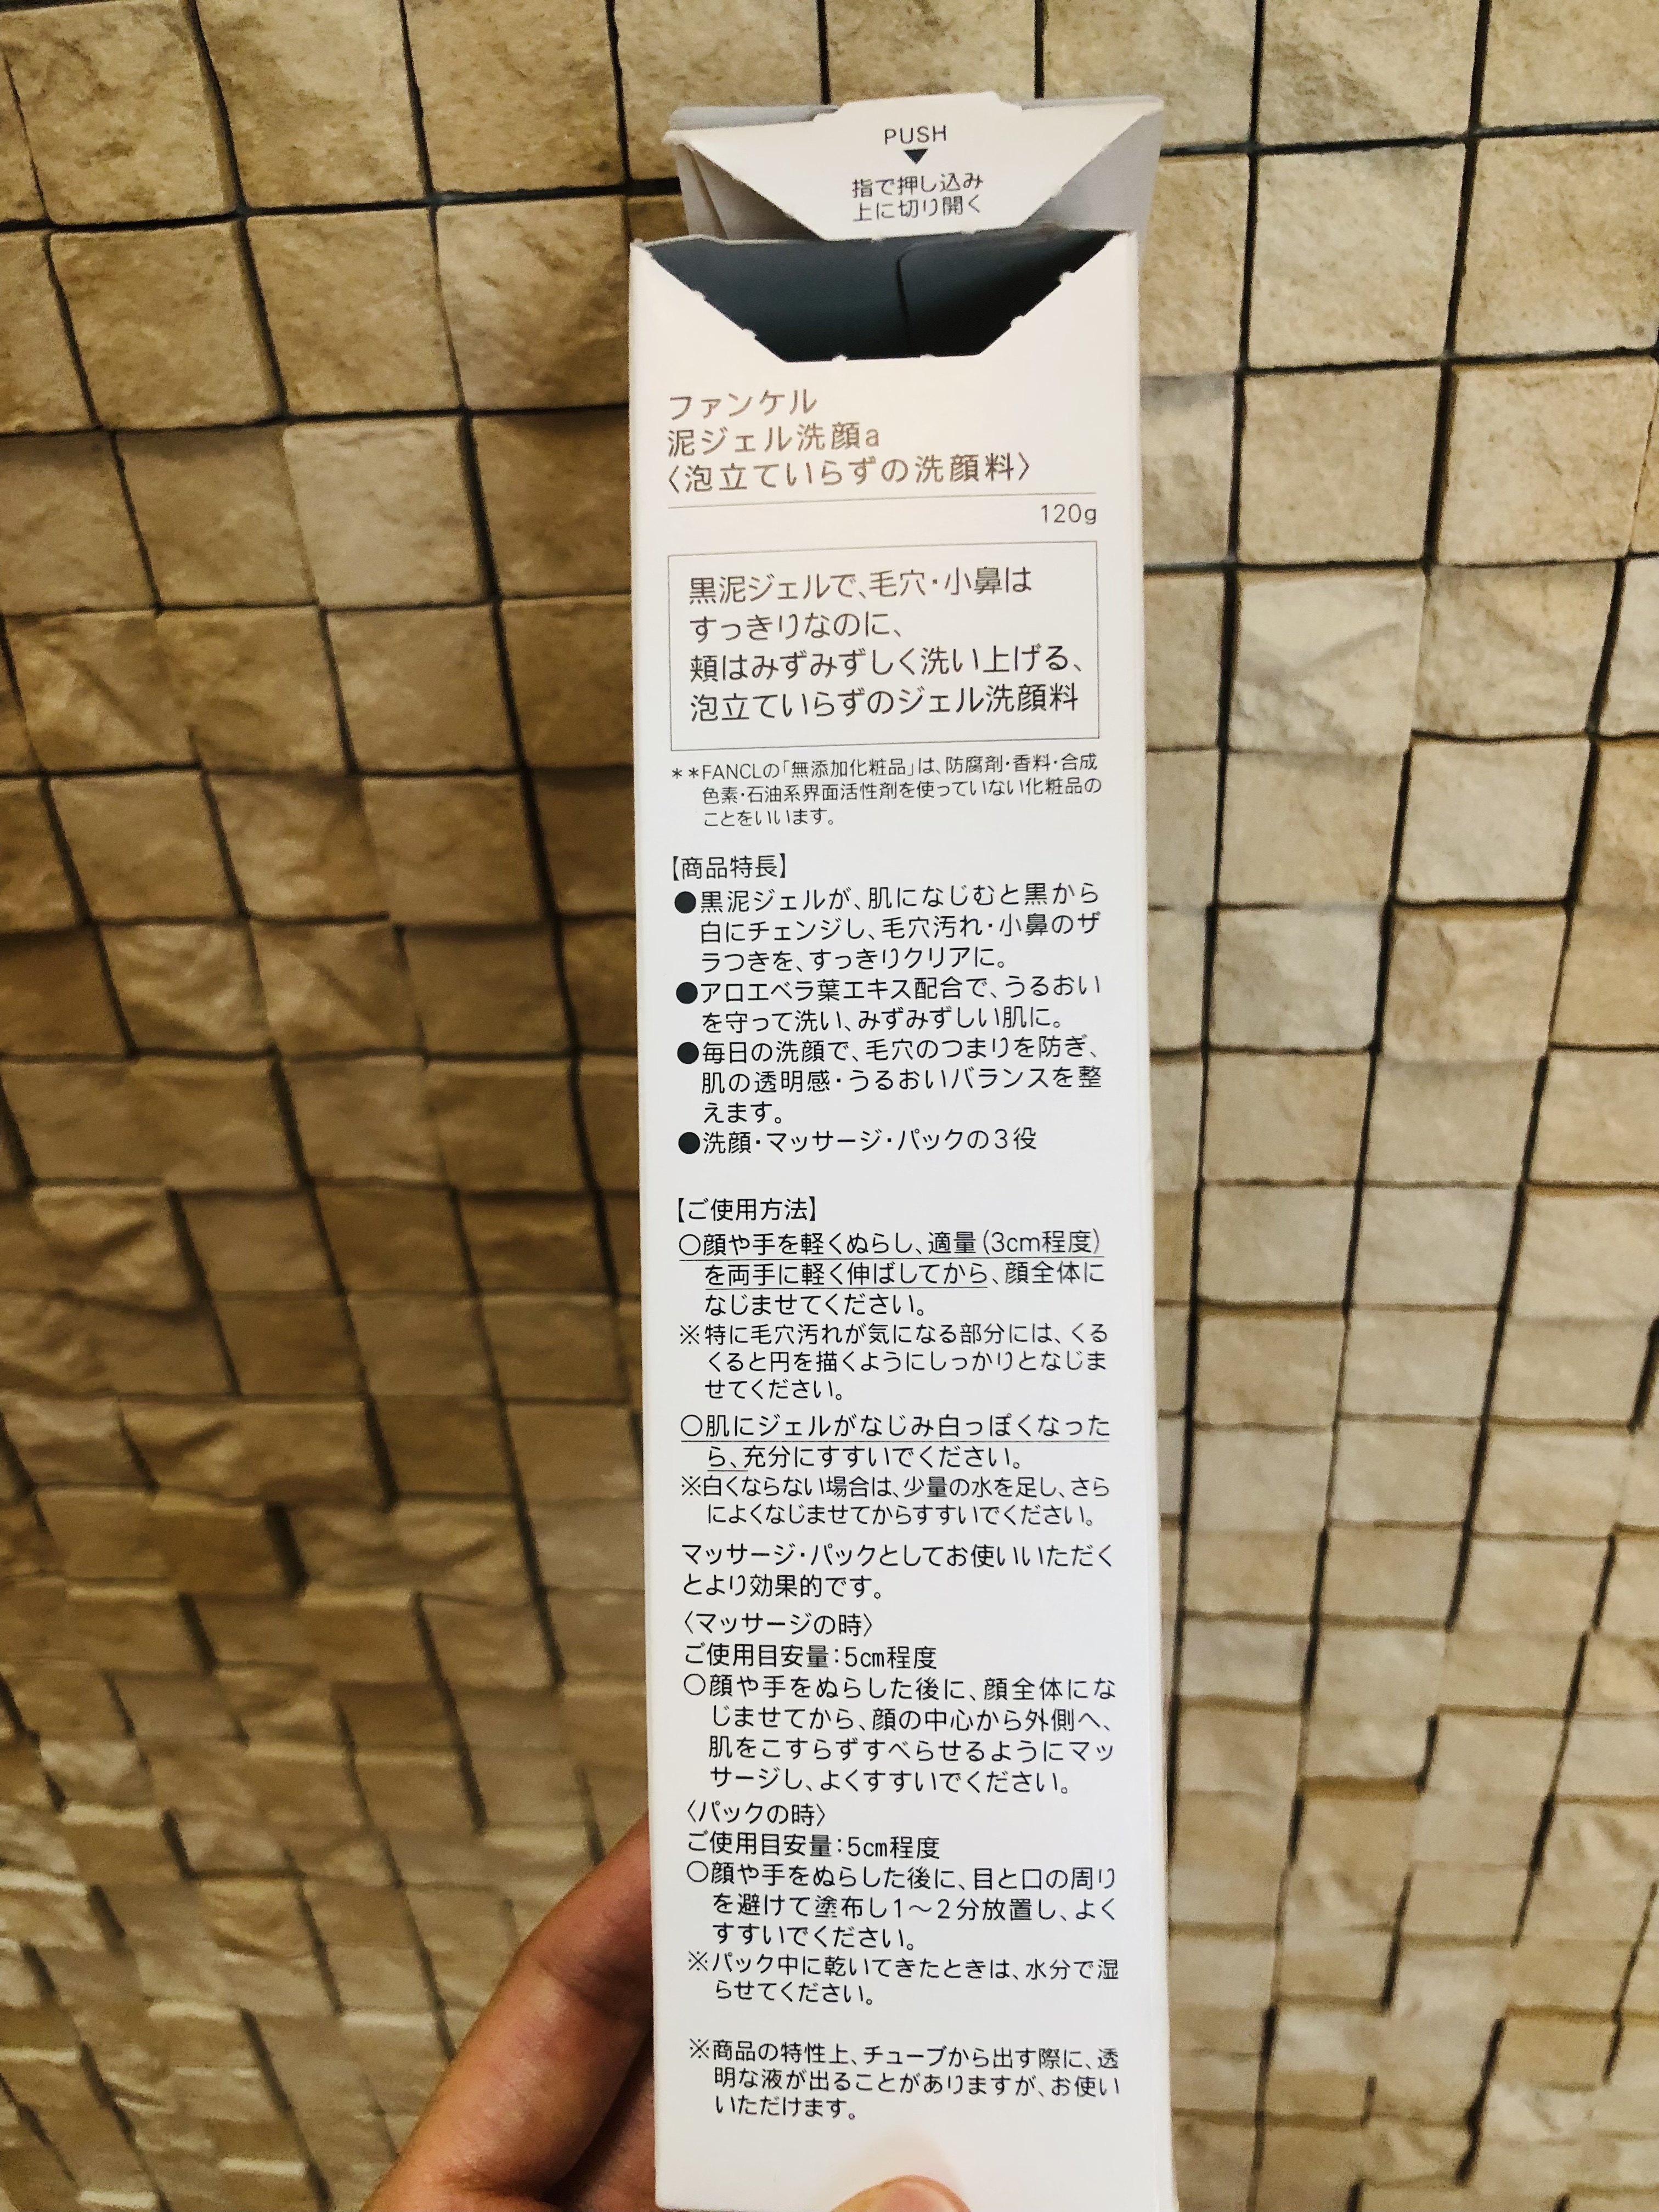 PUSH
▼
指で押し込み
上に切り開く
ファンケル
泥ジェル洗顔a
〈泡立ていらずの洗顔料〉
120g
黒泥ジェルで、毛穴・小鼻は
すっきりなのに、
頬はみずみずしく洗い上げる、
泡立ていらずのジェル洗顔料
＊＊FANCLの「無添加化粧品」は、防腐剤・香料・合成
色素・石油系界面活性剤を使っていない化粧品の
ことをいいます。
【商品特長】
●黒泥ジェルが、肌になじむと黒から
白にチェンジし、毛穴汚れ・小鼻のザ
ラつきを、すっきりクリアに。
●アロエベラ葉エキス配合で、うるおい
を守って洗い、みずみずしい肌に。
●毎日の洗顔で、毛穴のつまりを防ぎ、
肌の透明感・うるおいバランスを整
えます。
●洗顔・マッサージ・パックの3役
【ご使用方法】
○顔や手を軽くぬらし、適量(3cm程度)
を両手に軽く伸ばしてから、顔全体に
なじませてください。
※特に毛穴汚れが気になる部分には、くる
くると円を描くようにしっかりとなじま
せてください。
○肌にジェルがなじみ白っぽくなった
ら、充分にすすいでください。
※白くならない場合は、少量の水を足し、さら
によくなじませてからすすいでください。
マッサージ・パックとしてお使いいただく
とより効果的です。
〈マッサージの時〉
ご使用目安量：5cm程度
○顔や手をぬらした後に、顔全体にな
じませてから、顔の中心から外側へ、
肌をこすらずすべらせるようにマッ
サージし、よくすすいでください。
〈パックの時〉
ご使用目安量：5cm程度
○顔や手をぬらした後に、目と口の周り
を避けて塗布し1～2分放置し、よく
すすいでください。
※パック中に乾いてきたときは、水分で湿
らせてください。
※商品の特性上、チューブから出す際に、透
明な液が出ることがありますが、お使い
いただけます。